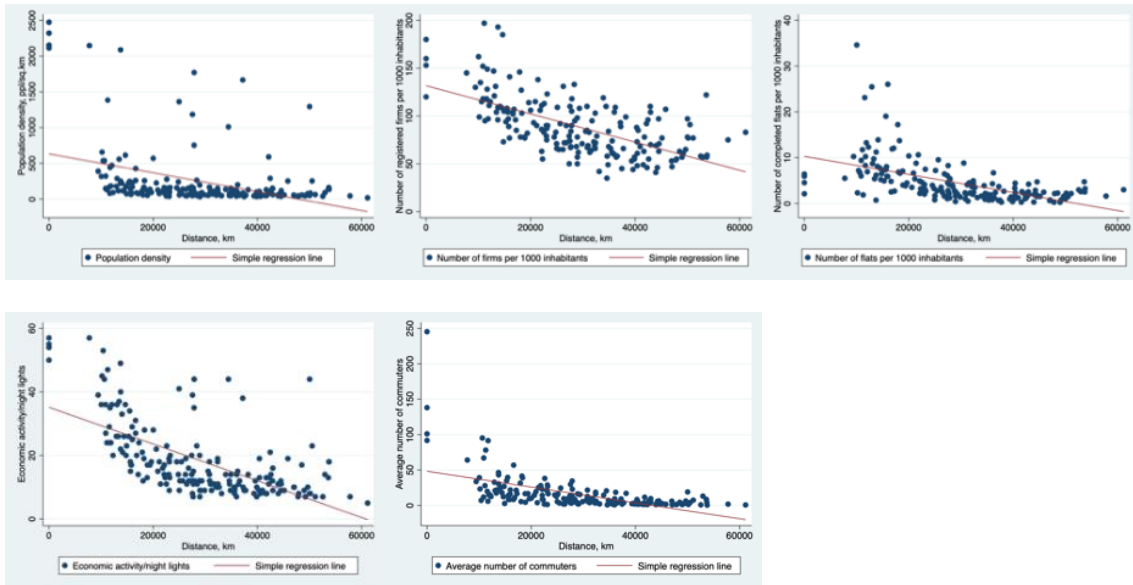 Population density, ppl/sq.km
2500
2000
1500
1000
500
0
0 20000 40000 60000
Distance, km
Population density Simple regression line
Number of registered firms per 1000 inhabitants
200
150
100
50
0
0 20000 40000 60000
Distance, km
Number of firms per 1000 inhabitants Simple regression line
Number of completed flats per 1000 inhabitants
40
30
20
10
0
0 20000 40000 60000
Distance, km
Number of flats per 1000 inhabitants Simple regression line
Economic activity/night lights
60
40
20
0
0 20000 40000 60000
Distance, km
Economic activity/night lights Simple regression line
Average number of commuters
250
200
150
100
50
0
0 20000 40000 60000
Distance, km
Average number of commuters Simple regression line